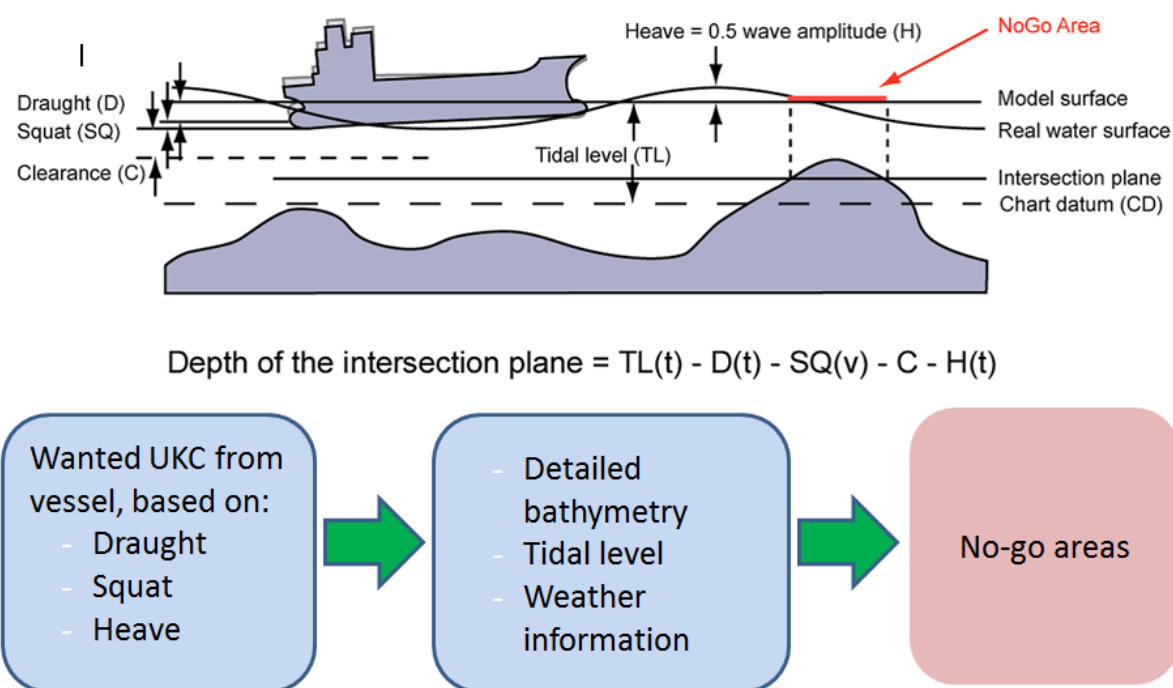 Heave = 0.5 wave amplitude (H)
NoGo Area
Draught (D)
Model surface
Squat (SQ)
Real water surface
Tidal level (TL)
Clearance (C)
Intersection plane
Chart datum (CD)
Depth of the intersection plane = TL(t) - D(t) - SQ(v) - C - H(t)
Wanted UKC from
vessel, based on:
- Draught
- Squat
- Heave
- Detailed
bathymetry
- Tidal level
- Weather
information
No-go areas